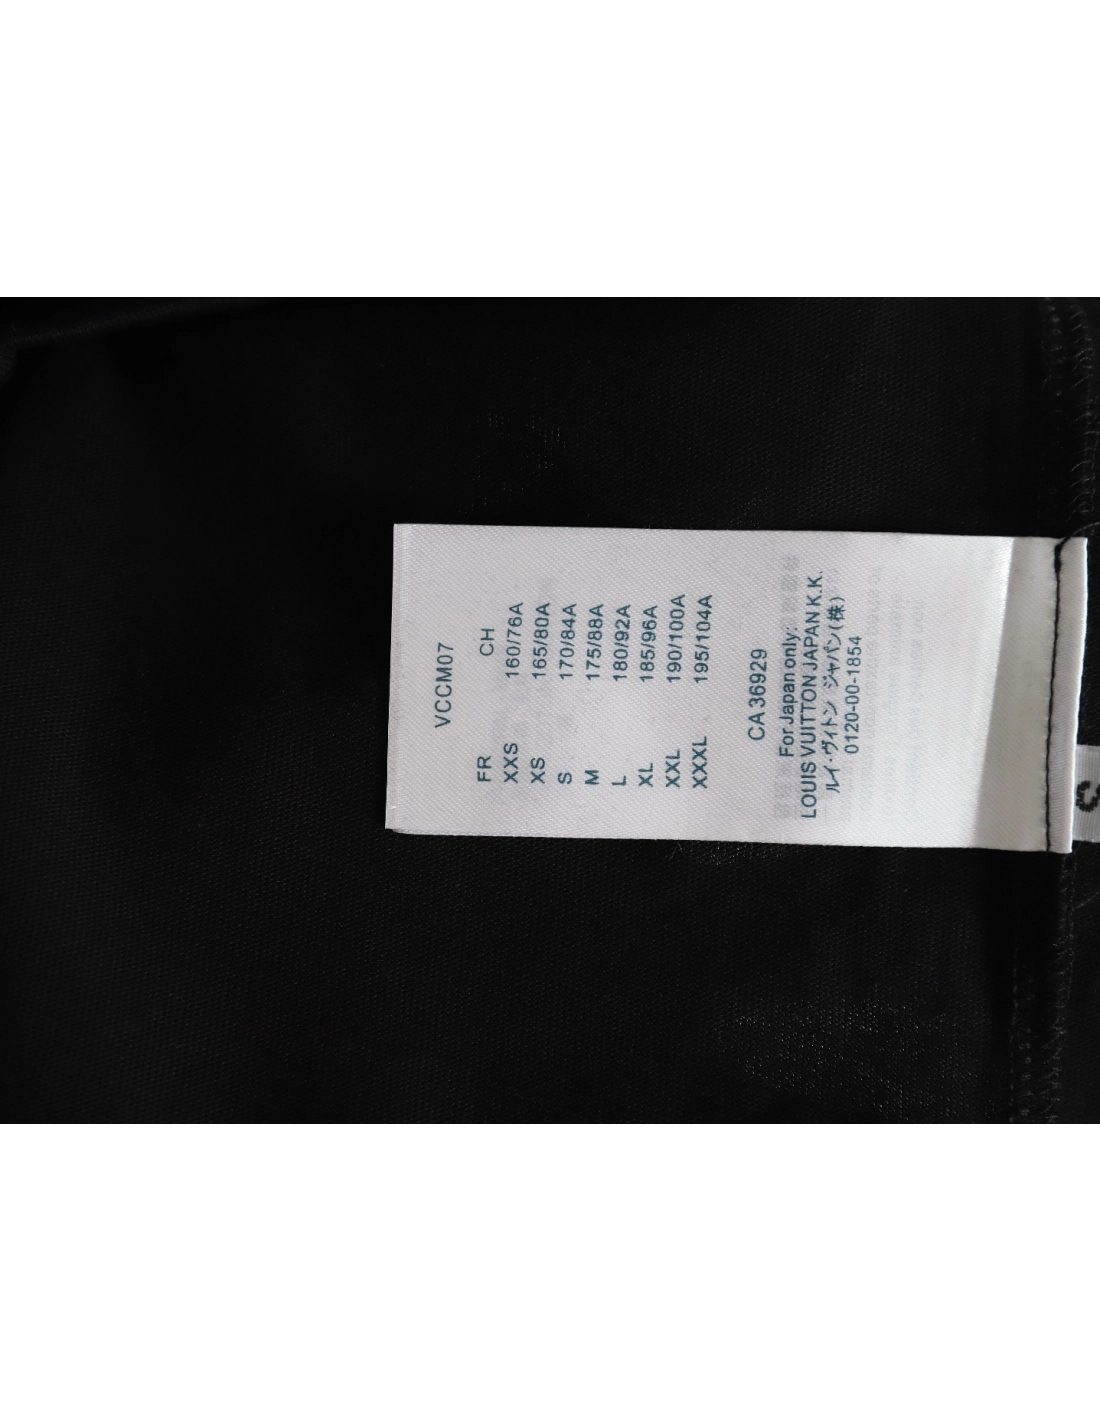 VCCM07
FR CH
XXS 160/76A
XS 165/80A
S 170/84A
M 175/88A
L 180/92A
XL 185/96A
XXL 190/100A
XXXL 195/104A
CA36929
For Japan only:
LOUIS VUITTON JAPAN K.K.
ルイ・ヴィトン ジャパン(株)
0120-00-1854